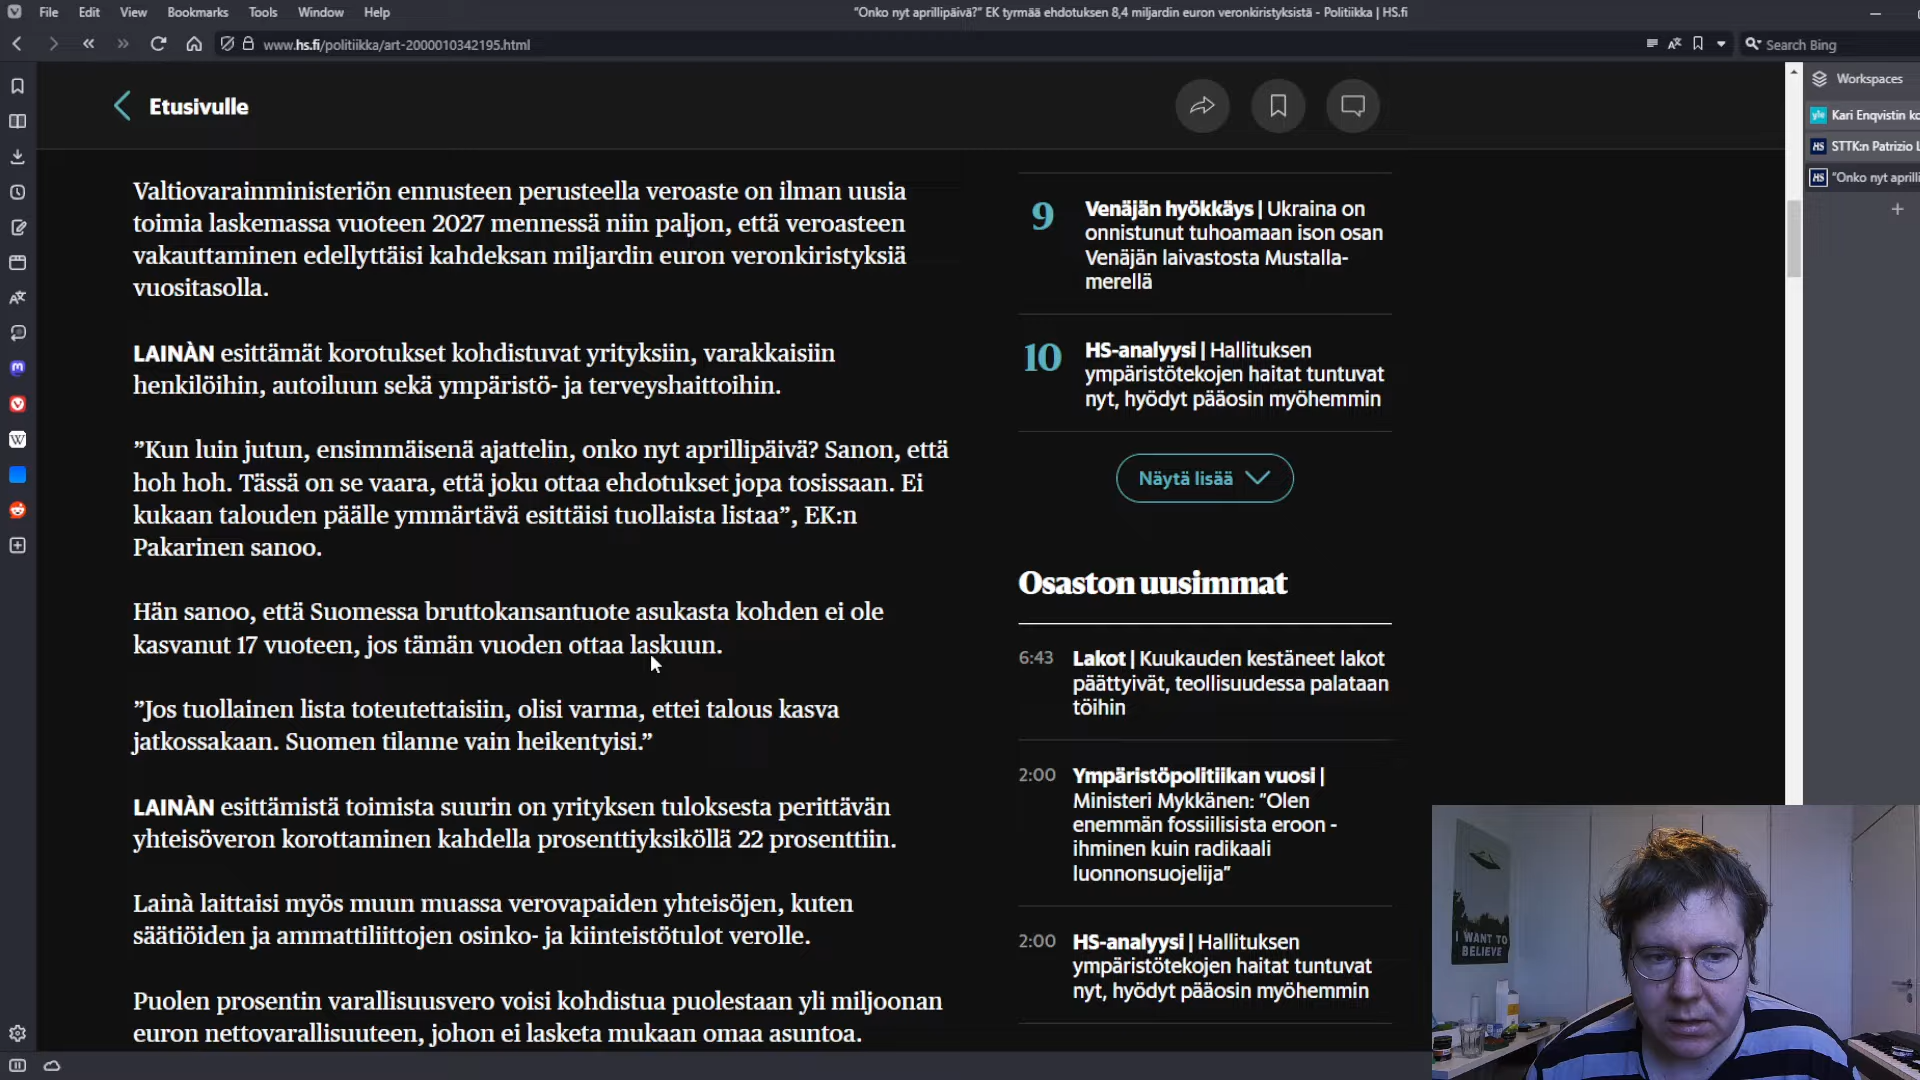 File Edit View Bookmarks Tools Window Help
"Onko nyt aprillipäivä?" EK tyrmää ehdotuksen 8,4 miljardin euron veronkiristyksistä - Politiikka | HS.fi
www.hs.fi/politiikka/art-2000010342195.html
Search Bing
Etusivulle
Valtiovarainministeriön ennusteen perusteella veroaste on ilman uusia
toimia laskemassa vuoteen 2027 mennessä niin paljon, että veroasteen
vakauttaminen edellyttäisi kahdeksan miljardin euron veronkiristyksiä
vuositasolla.
LAINÀN esittämät korotukset kohdistuvat yrityksiin, varakkaisiin
henkilöihin, autoiluun sekä ympäristö- ja terveyshaittoihin.
”Kun luin jutun, ensimmäisenä ajattelin, onko nyt aprillipäivä? Sanon, että
hoh hoh. Tässä on se vaara, että joku ottaa ehdotukset jopa tosissaan. Ei
kukaan talouden päälle ymmärtävä esittäisi tuollaista listaa”, EK:n
Pakarinen sanoo.
Hän sanoo, että Suomessa bruttokansantuote asukasta kohden ei ole
kasvanut 17 vuoteen, jos tämän vuoden ottaa laskuun.
”Jos tuollainen lista toteutettaisiin, olisi varma, ettei talous kasva
jatkossakaan. Suomen tilanne vain heikentyisi.”
LAINÀN esittämistä toimista suurin on yrityksen tuloksesta perittävän
yhteisöveron korottaminen kahdella prosenttiyksiköllä 22 prosenttiin.
Lainà laittaisi myös muun muassa verovapaiden yhteisöjen, kuten
säätiöiden ja ammattiliittojen osinko- ja kiinteistötulot verolle.
Puolen prosentin varallisuusvero voisi kohdistua puolestaan yli miljoonan
euron nettovarallisuuteen, johon ei lasketa mukaan omaa asuntoa.
9
Venäjän hyökkäys | Ukraina on
onnistunut tuhoamaan ison osan
Venäjän laivastosta Mustalla-
merellä
10
HS-analyysi | Hallituksen
ympäristötekojen haitat tuntuvat
nyt, hyödyt pääosin myöhemmin
Näytä lisää
Osaston uusimmat
6:43
Lakot | Kuukauden kestäneet lakot
päättyivät, teollisuudessa palataan
töihin
2:00
Ympäristöpolitiikan vuosi |
Ministeri Mykkänen: ”Olen
enemmän fossiilisista eroon -
ihminen kuin radikaali
luonnonsuojelija”
2:00
HS-analyysi | Hallituksen
ympäristötekojen haitat tuntuvat
nyt, hyödyt pääosin myöhemmin
Workspaces
yle Kari Enqvistin ko
HS STTK:n Patrizio L
HS "Onko nyt aprilli
I WANT TO
BELIEVE